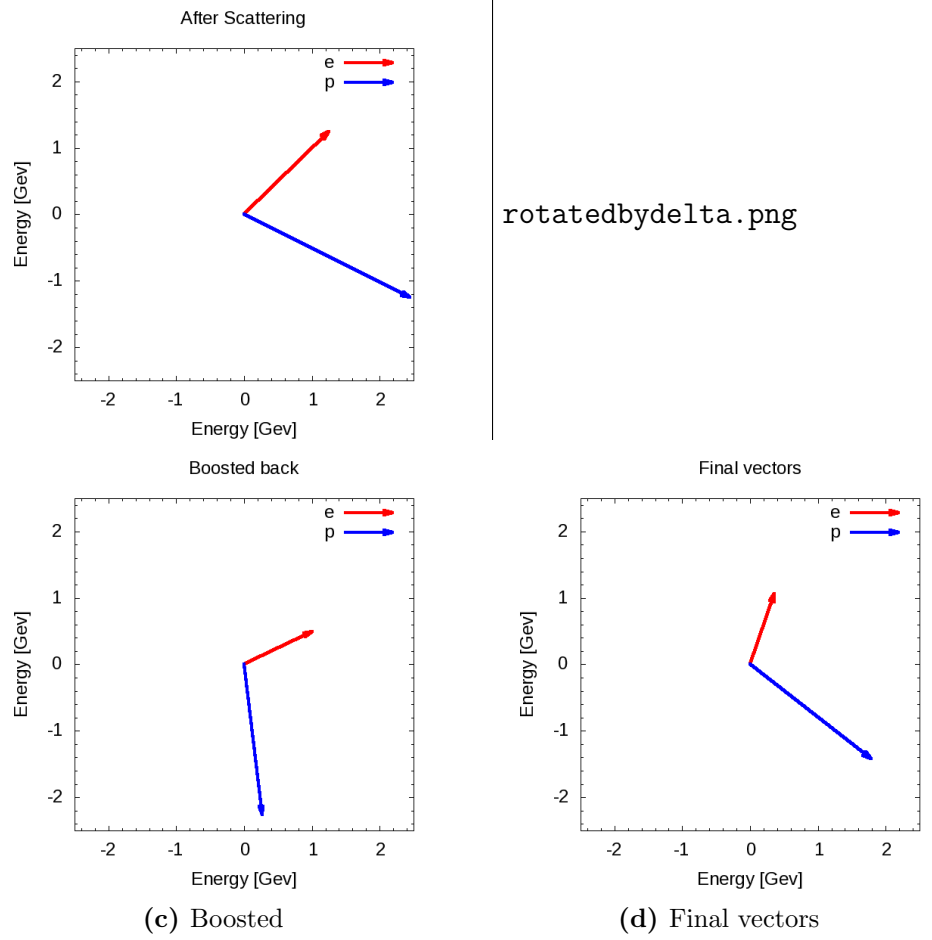 After Scattering
e
p
2
1
0
-1
-2
Energy [Gev]
-2 -1 0 1 2
Energy [Gev]
rotatedbydelta.png
Boosted back
e
p
2
1
0
-1
-2
Energy [Gev]
-2 -1 0 1 2
Energy [Gev]
(c) Boosted
Final vectors
e
p
2
1
0
-1
-2
Energy [Gev]
-2 -1 0 1 2
Energy [Gev]
(d) Final vectors